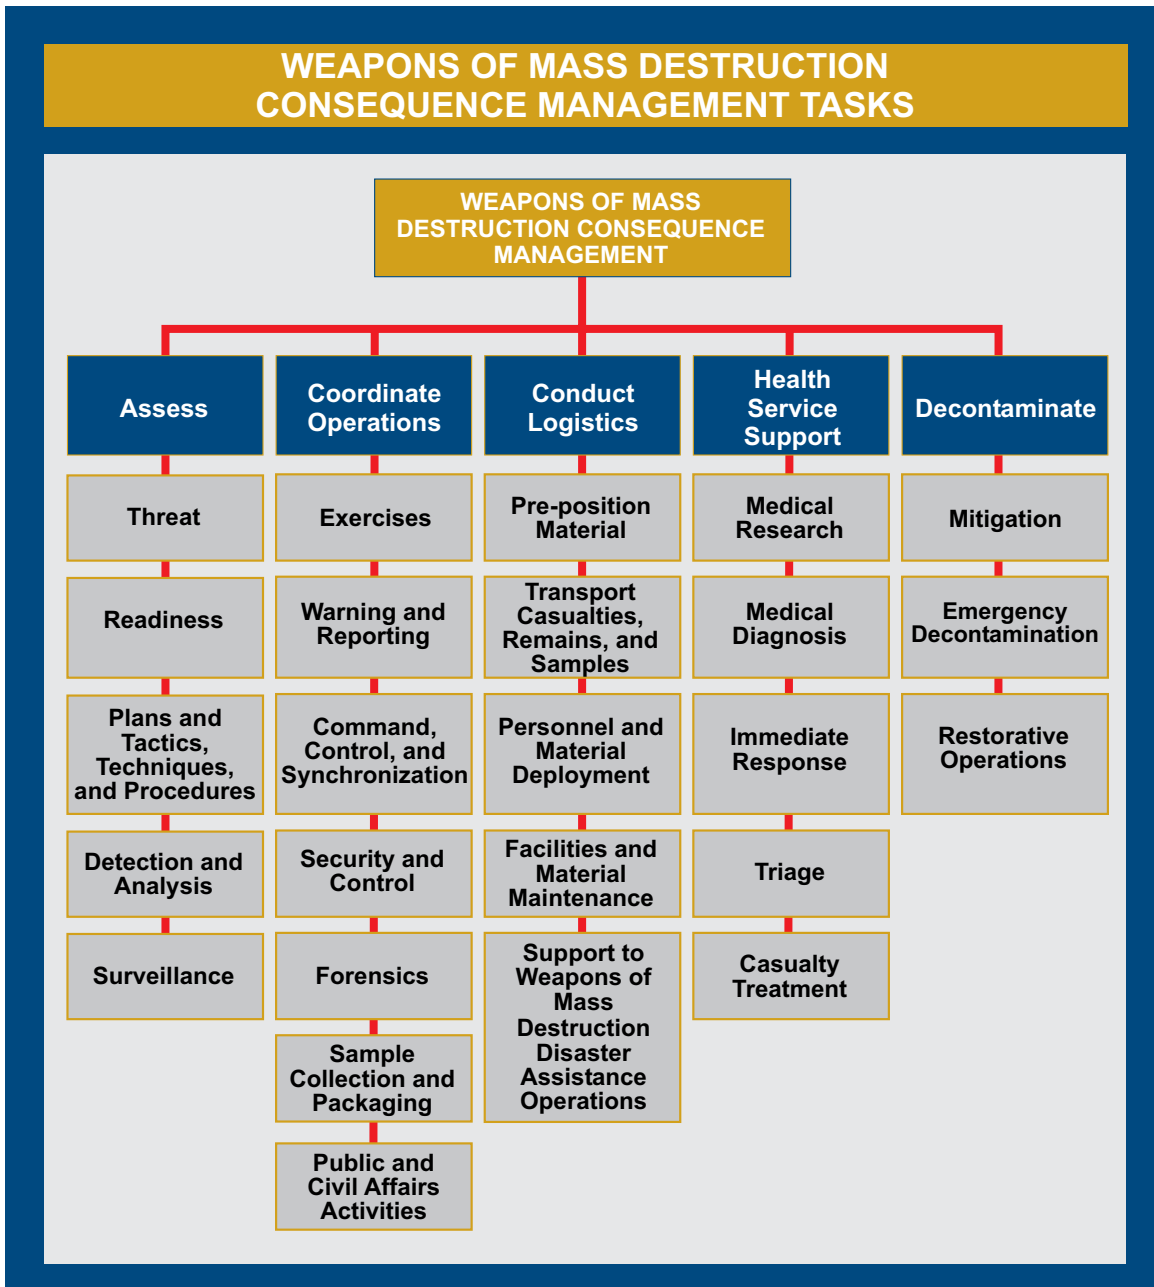 WEAPONS OF MASS DESTRUCTION
CONSEQUENCE MANAGEMENT TASKS
WEAPONS OF MASS
DESTRUCTION CONSEQUENCE
MANAGEMENT
Assess
Threat
Readiness
Plans and
Tactics,
Techniques,
and Procedures
Detection and
Analysis
Surveillance
Coordinate
Operations
Exercises
Warning and
Reporting
Command,
Control, and
Synchronization
Security and
Control
Forensics
Sample
Collection and
Packaging
Public and
Civil Affairs
Activities
Conduct
Logistics
Pre-position
Material
Transport
Casualties,
Remains, and
Samples
Personnel and
Material
Deployment
Facilities and
Material
Maintenance
Support to
Weapons of
Mass
Destruction
Disaster
Assistance
Operations
Health
Service
Support
Medical
Research
Medical
Diagnosis
Immediate
Response
Triage
Casualty
Treatment
Decontaminate
Mitigation
Emergency
Decontamination
Restorative
Operations